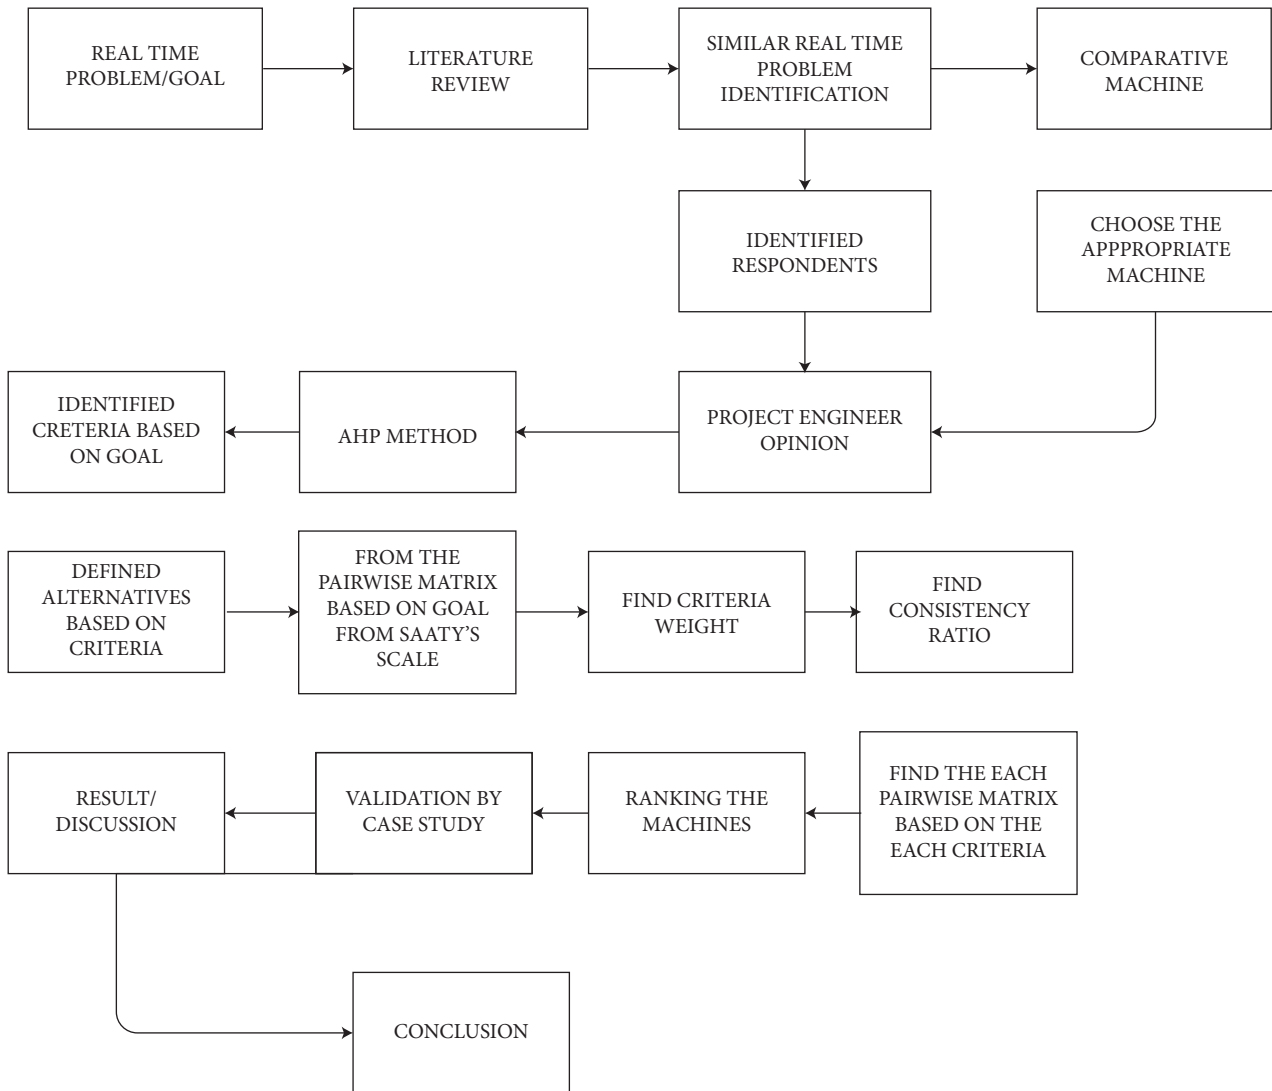 REAL TIME
PROBLEM/GOAL
LITERATURE
REVIEW
SIMILAR REAL TIME
PROBLEM
IDENTIFICATION
COMPARATIVE
MACHINE
IDENTIFIED
RESPONDENTS
CHOOSE THE
APPPROPRIATE
MACHINE
IDENTIFIED
CRETERIA BASED
ON GOAL
AHP METHOD
PROJECT ENGINEER
OPINION
DEFINED
ALTERNATIVES
BASED ON
CRITERIA
FROM THE
PAIRWISE MATRIX
BASED ON GOAL
FROM SAATY’S
SCALE
FIND CRITERIA
WEIGHT
FIND
CONSISTENCY
RATIO
RESULT/
DISCUSSION
VALIDATION BY
CASE STUDY
RANKING THE
MACHINES
FIND THE EACH
PAIRWISE MATRIX
BASED ON THE
EACH CRITERIA
CONCLUSION